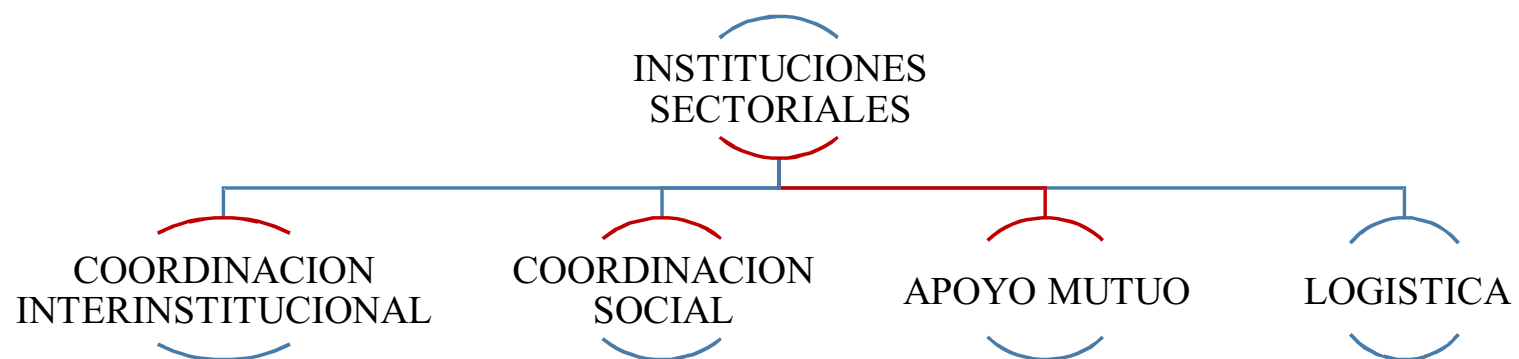 INSTITUCIONES
SECTORIALES
COORDINACION
INTERINSTITUCIONAL
COORDINACION
SOCIAL
APOYO MUTUO
LOGISTICA